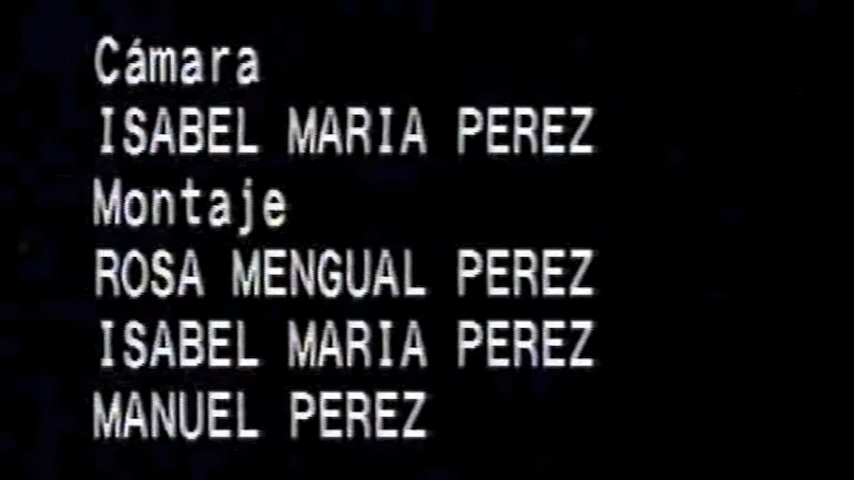 Cámara
ISABEL MARIA PEREZ
Montaje
ROSA MENGUAL PEREZ
ISABEL MARIA PEREZ
MANUEL PEREZ